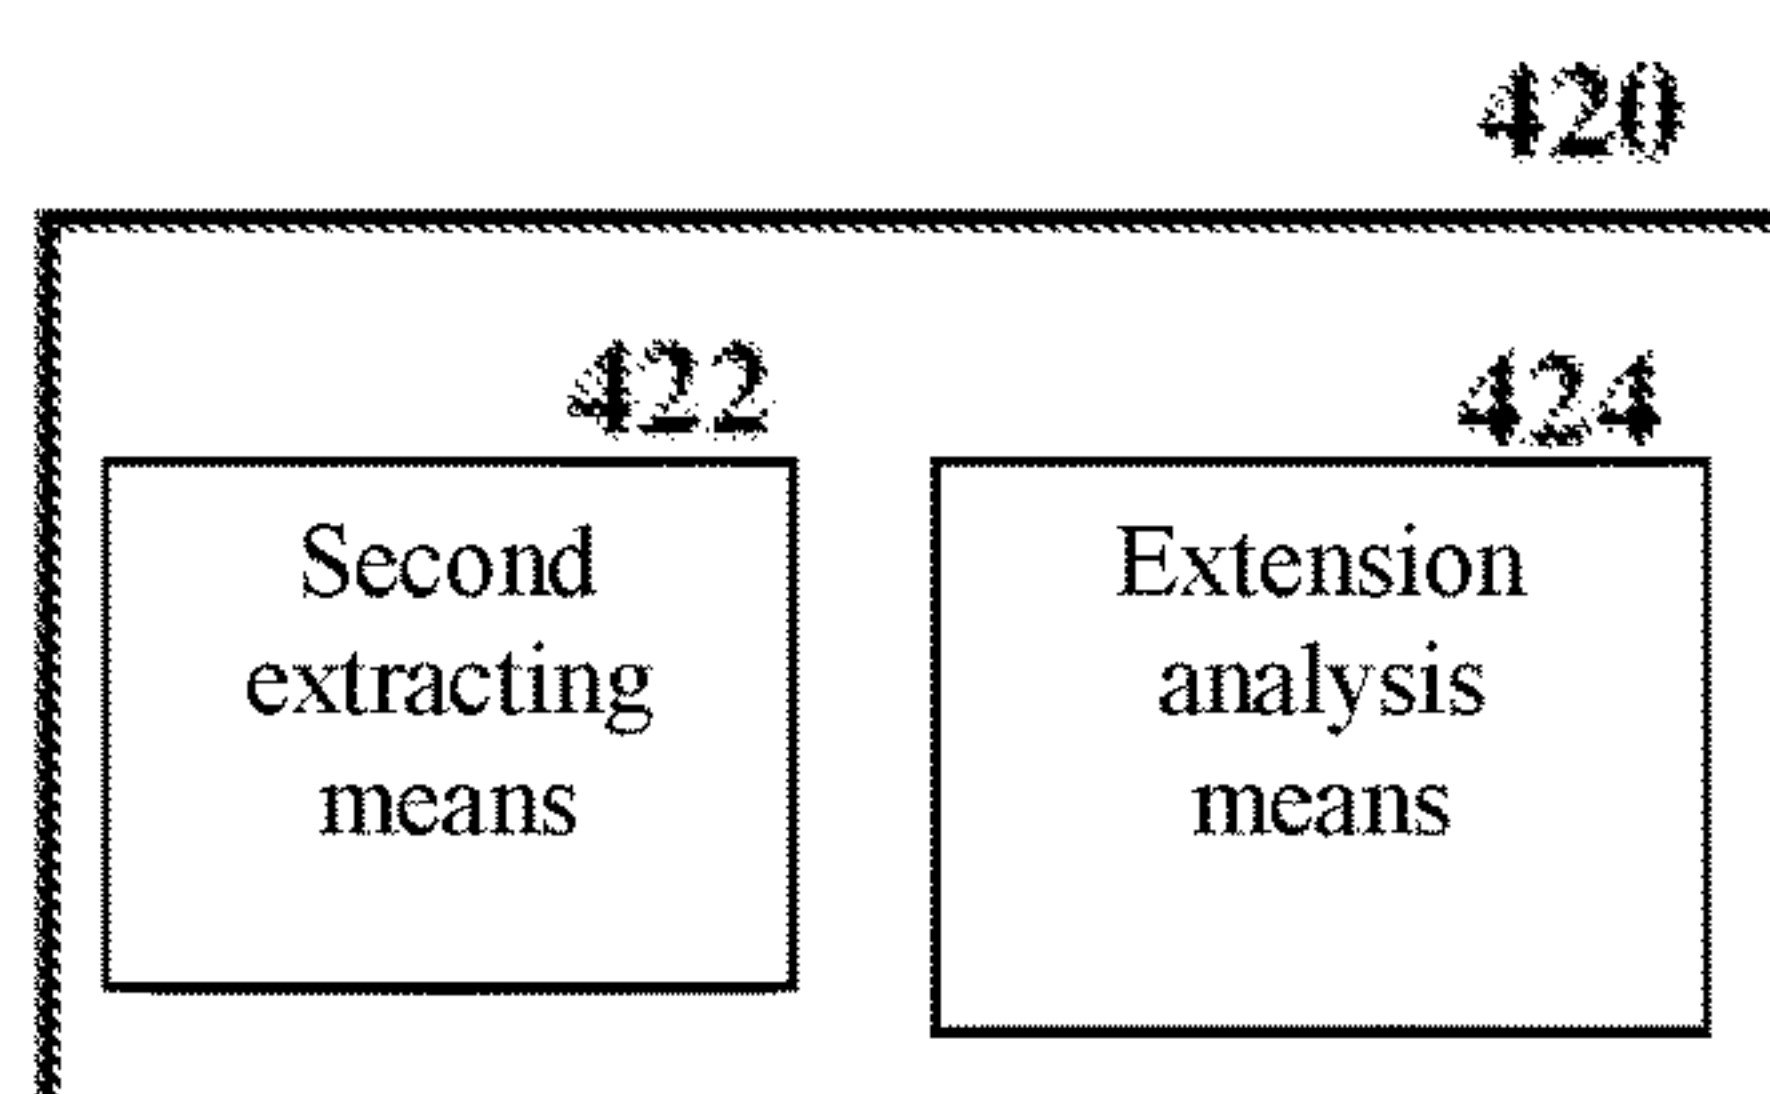 420
422
424
Second
extracting
means
Extension
analysis
means